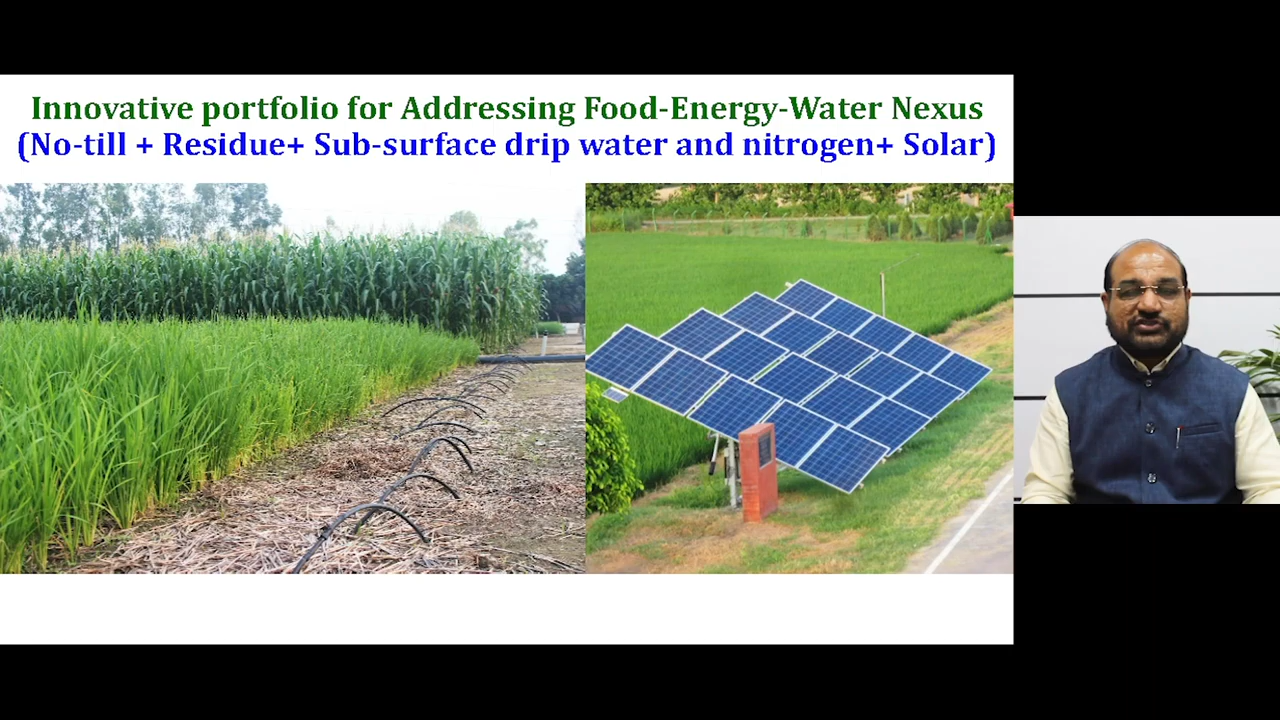 Innovative portfolio for Addressing Food-Energy-Water Nexus
(No-till + Residue+ Sub-surface drip water and nitrogen+ Solar)